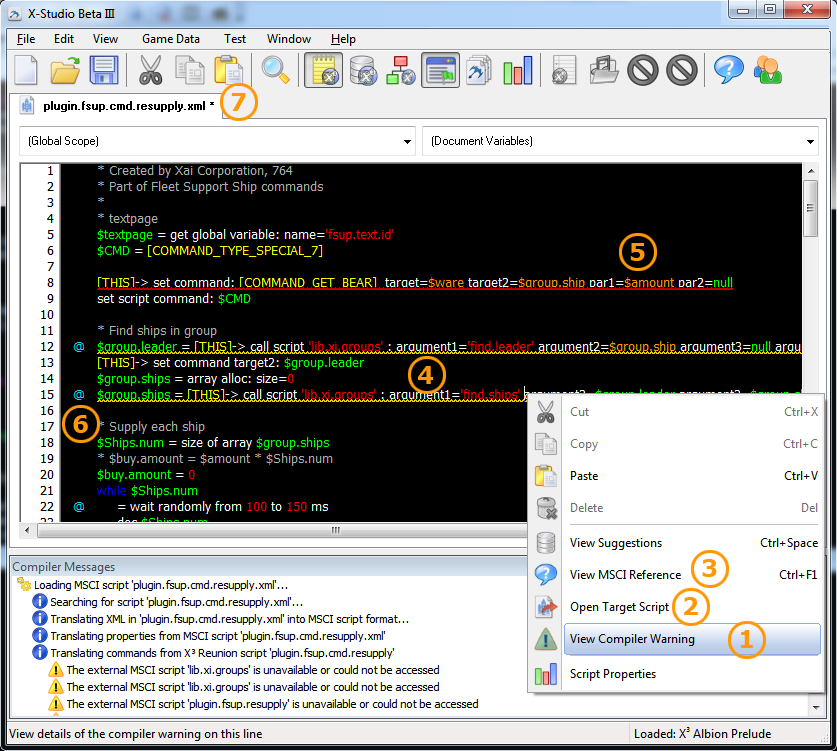 X-Studio Beta III
File Edit View Game Data Test Window Help
plugin.fsup.cmd.resupply.xml *
7
(Global Scope) (Document Variables)
1 * Created by Xai Corporation, 764
2 * Part of Fleet Support Ship commands
3 *
4 * textpage
5 $textpage = get global variable: name='fsup.text.id'
6 $CMD = [COMMAND_TYPE_SPECIAL_7]
5
7
8 [THIS]-> set command: [COMMAND_GET_BEAR] target=$ware target2=$group.ship par1=$amount par2=null
9 set script command: $CMD
10
11 * Find ships in group
12 @ $group.leader = [THIS]-> call script 'lib.xi.groups' : argument1='find.leader' argument2=$group.ship argument3=null argu
13 [THIS]-> set command target2: $group.leader
4
14 $group.ships = array alloc: size=0
15 @ $group.ships = [THIS]-> call script 'lib.xi.groups' : argument1='find.ships' argument2=$group.leader argument3=$group.s
16
6
17 * Supply each ship
18 $Ships.num = size of array $group.ships
19 * $buy.amount = $amount * $Ships.num
20 $buy.amount = 0
21 while $Ships.num
22 @ = wait randomly from 100 to 150 ms
23 dec $Ships.num
Cut Ctrl+X
Copy Ctrl+C
Paste Ctrl+V
Delete Del
View Suggestions Ctrl+Space
View MSCI Reference 3 Ctrl+F1
Open Target Script 2
View Compiler Warning 1
Script Properties
Compiler Messages
Loading MSCI script 'plugin.fsup.cmd.resupply.xml'...
Searching for script 'plugin.fsup.cmd.resupply.xml'...
Translating XML in 'plugin.fsup.cmd.resupply.xml' into MSCI script format...
Translating properties from MSCI script 'plugin.fsup.cmd.resupply.xml'
Translating commands from X³ Reunion script 'plugin.fsup.cmd.resupply'
The external MSCI script 'lib.xi.groups' is unavailable or could not be accessed
The external MSCI script 'lib.xi.groups' is unavailable or could not be accessed
The external MSCI script 'plugin.fsup.resupply' is unavailable or could not be accessed
View details of the compiler warning on this line Loaded: X³ Albion Prelude